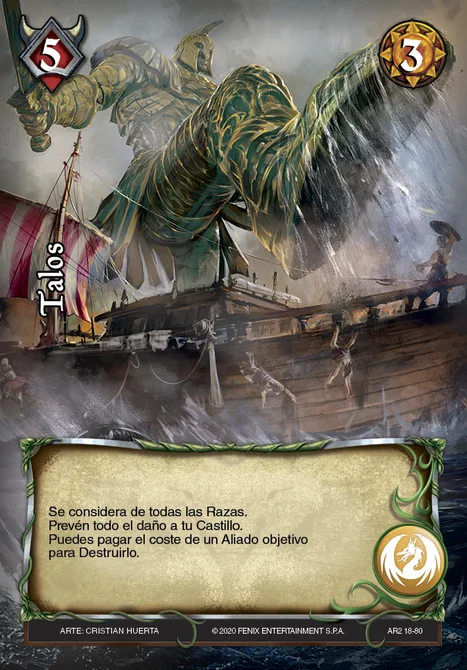 5
3
Talos
Se considera de todas las Razas.
Prevén todo el daño a tu Castillo.
Puedes pagar el coste de un Aliado objetivo
para Destruirlo.
ARTE: CRISTIAN HUERTA
© 2020 FENIX ENTERTAINMENT S.P.A.
AR2 18-80